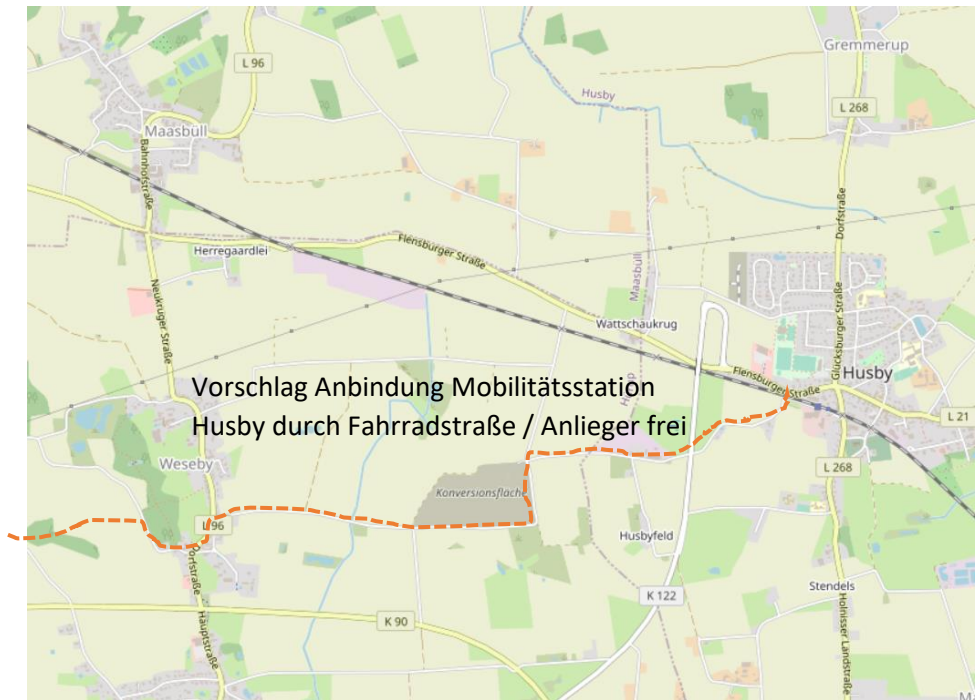 Gremmerup
L 96
Husby
L 268
Maasbüll
Bahnhofstraße
Dorfstraße
Herregaardlei
Flensburger Straße
Maasbüll
Neukruger Straße
Wattschaukrug
Glücksburger Straße
Flensburger Straße
Husby
Vorschlag Anbindung Mobilitätsstation
Husby durch Fahrradstraße / Anlieger frei
L 21
Weseby
L 268
Konversionsfläche
L 96
Husbyfeld
Dorfstraße
Stendels
K 122
K 90
Hauptstraße
Holnisser Landstraße